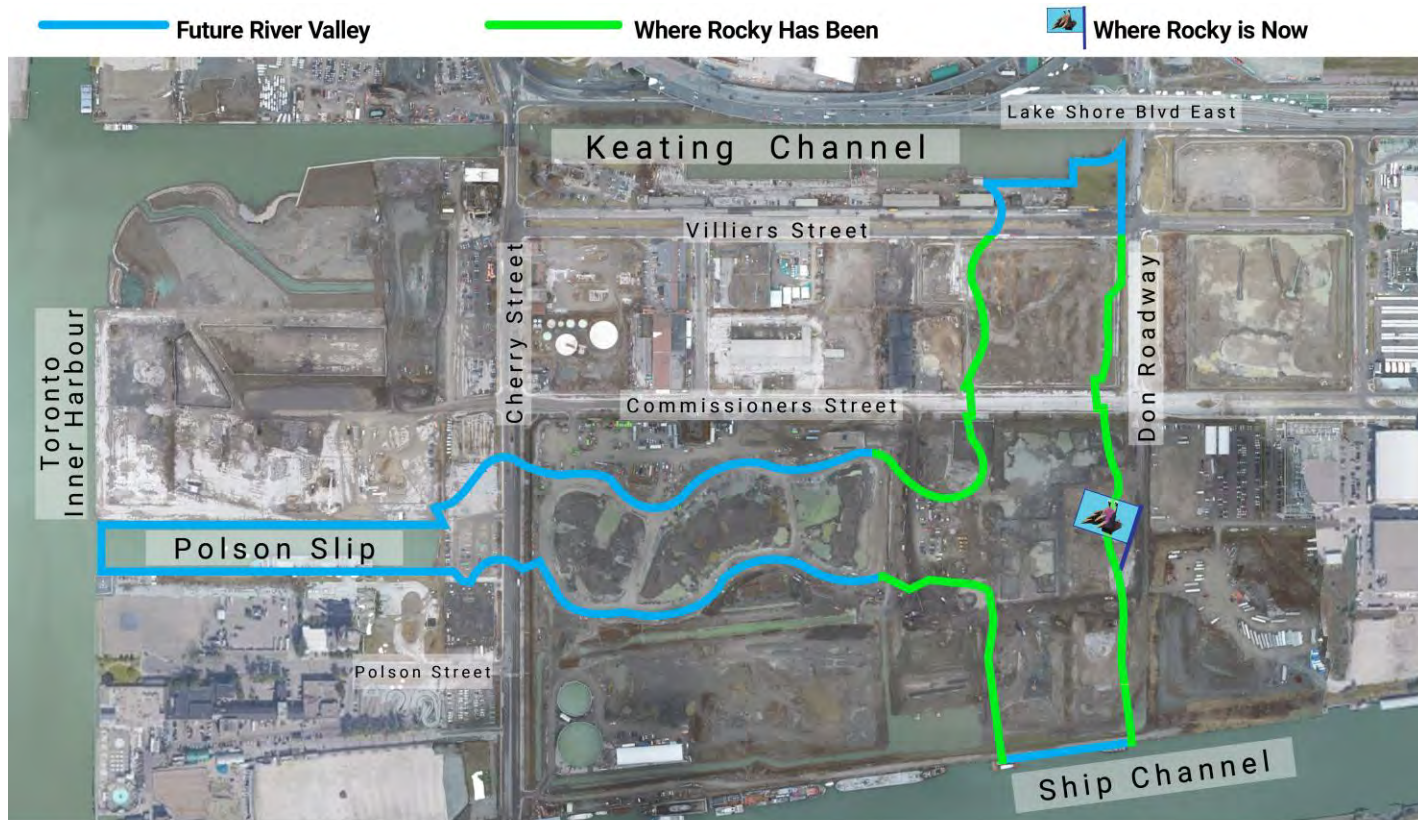 Future River Valley
Where Rocky Has Been
Where Rocky is Now
Lake Shore Blvd East
Keating Channel
Villiers Street
Cherry Street
Don Roadway
Toronto
Inner Harbour
Commissioners Street
Polson Slip
Polson Street
Ship Channel